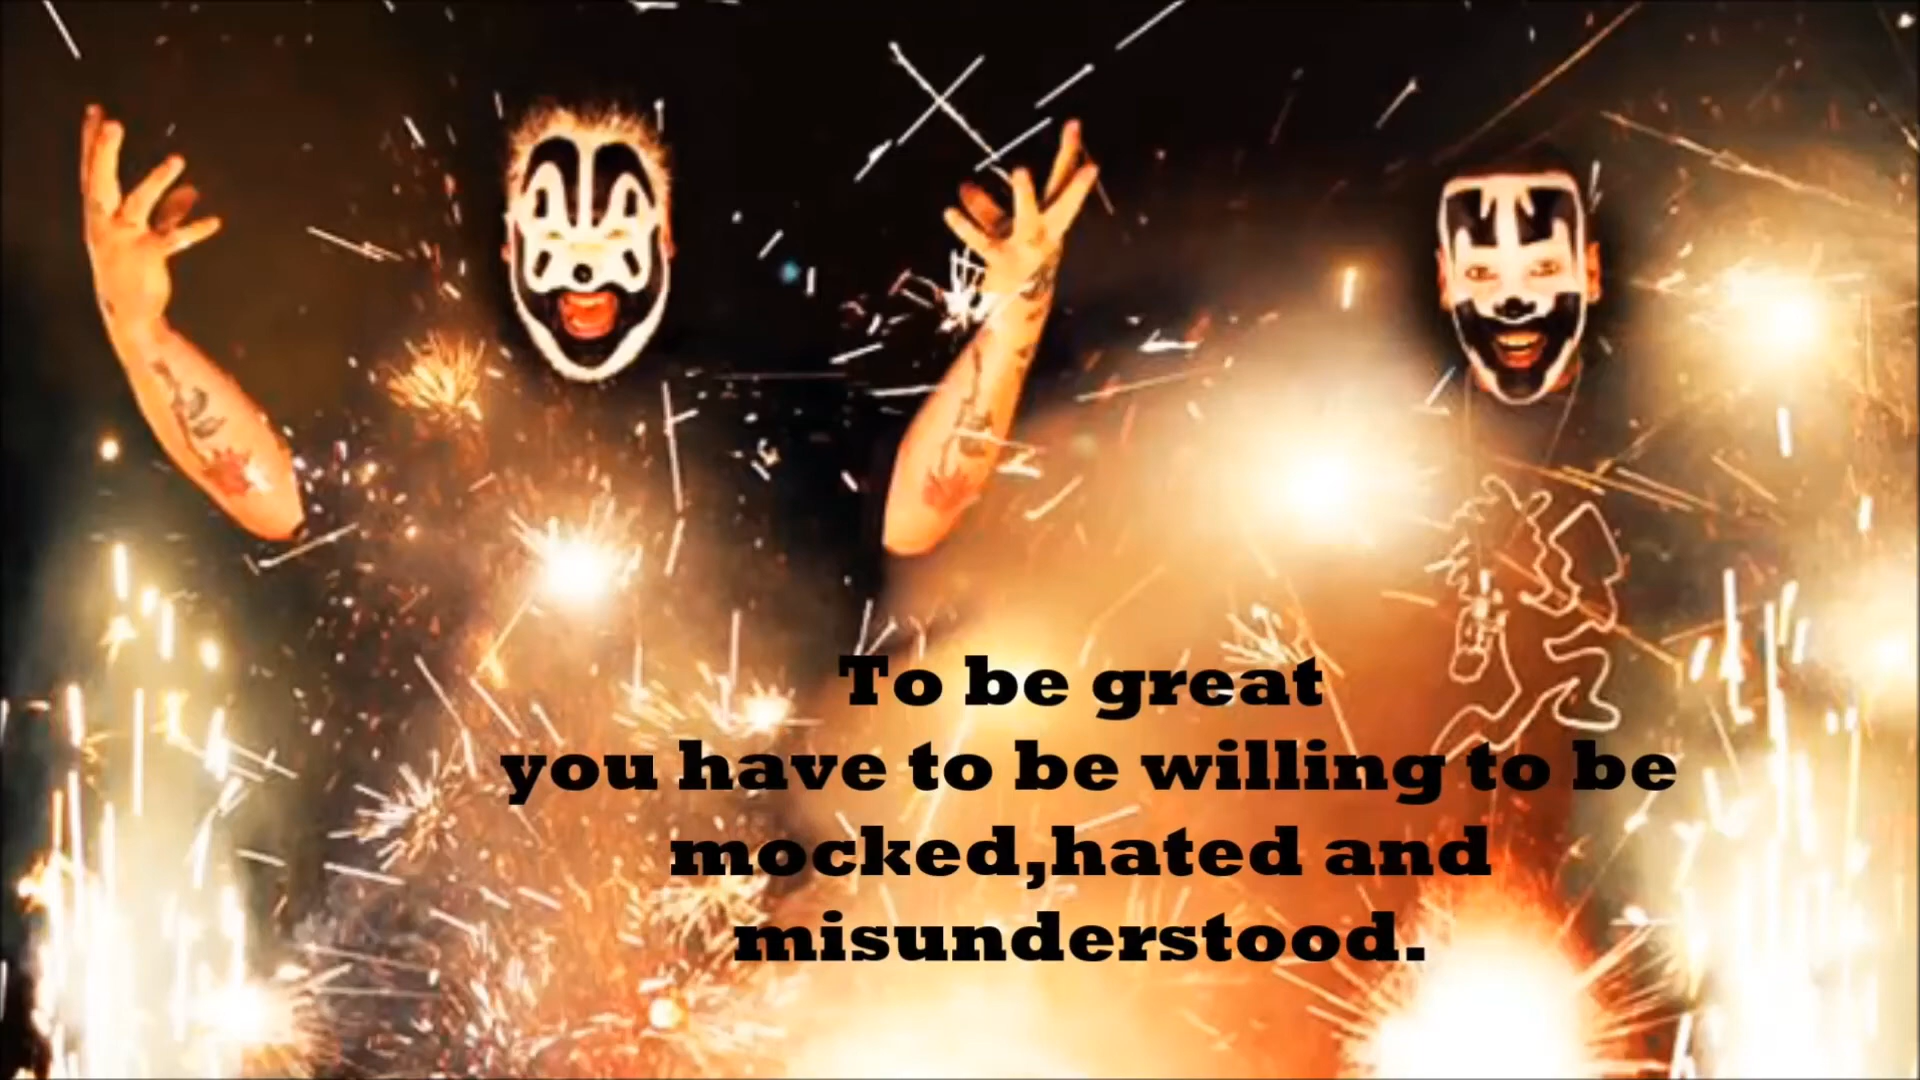 To be great
you have to be willing to be
mocked,hated and
misunderstood.